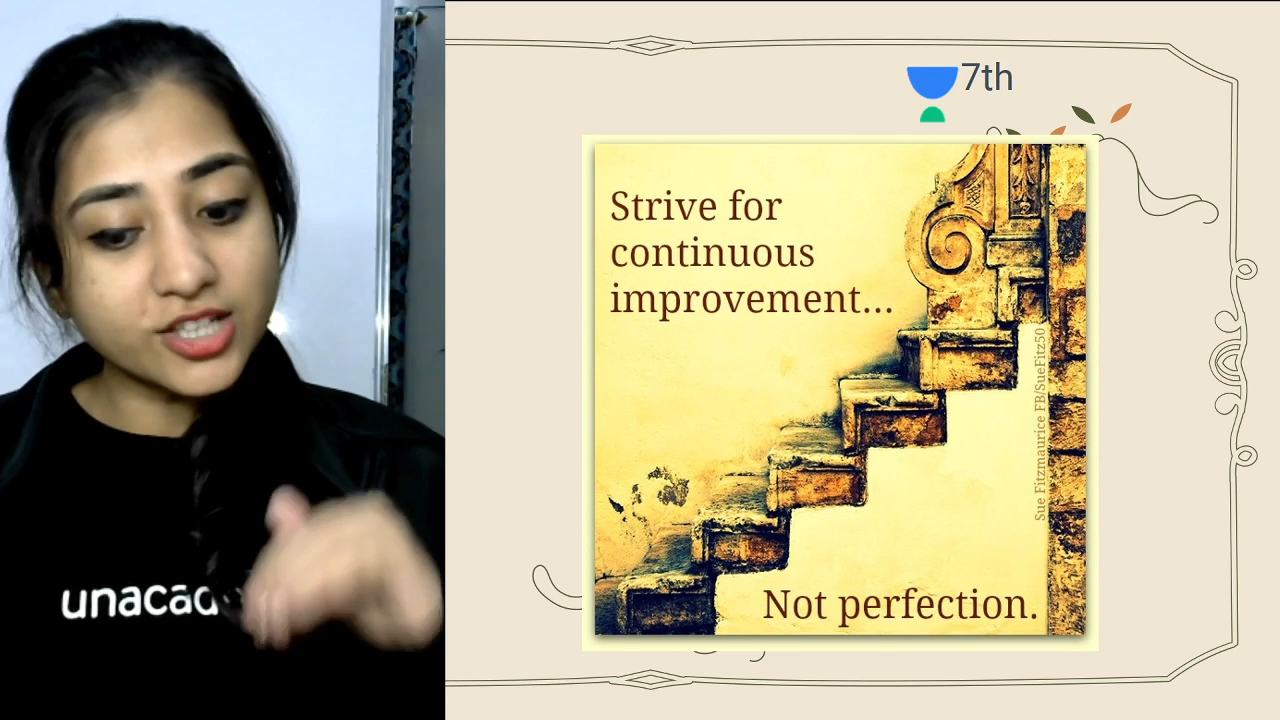 7th
Strive for
continuous
improvement...
Sue Fitzmaurice FB/SueFitz50
Not perfection.
unacad